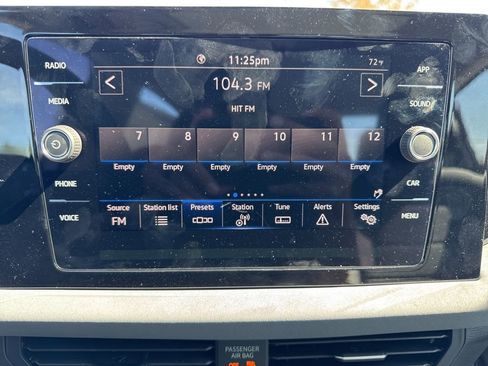 11:25pm 72°F
RADIO APP
104.3 FM
MEDIA SOUND
HIT FM
7 8 9 10 11 12
Empty Empty Empty Empty Empty Empty
PHONE CAR
Source Station list Presets Station Tune Alerts Settings
FM
VOICE MENU
PASSENGER
AIR BAG
OFF